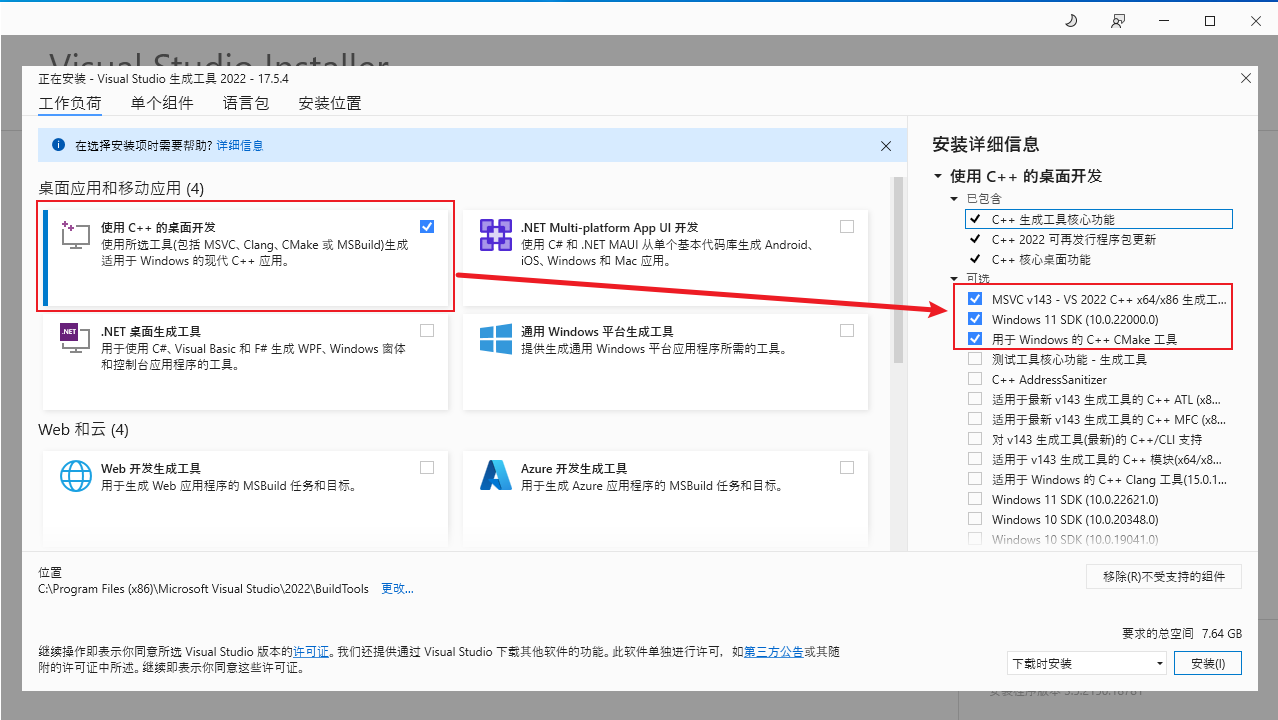 Visual Studio Installer
正在安装 - Visual Studio 生成工具 2022 - 17.5.4
工作负荷 单个组件 语言包 安装位置
在选择安装项时需要帮助? 详细信息
桌面应用和移动应用 (4)
使用 C++ 的桌面开发
使用所选工具(包括 MSVC、Clang、CMake 或 MSBuild)生成
适用于 Windows 的现代 C++ 应用。
.NET Multi-platform App UI 开发
使用 C# 和 .NET MAUI 从单个基本代码库生成 Android、
iOS、Windows 和 Mac 应用。
.NET
.NET 桌面生成工具
用于使用 C#、Visual Basic 和 F# 生成 WPF、Windows 窗体
和控制台应用程序的工具。
通用 Windows 平台生成工具
提供生成通用 Windows 平台应用程序所需的工具。
Web 和云 (4)
Web 开发生成工具
用于生成 Web 应用程序的 MSBuild 任务和目标。
Azure 开发生成工具
用于生成 Azure 应用程序的 MSBuild 任务和目标。
安装详细信息
使用 C++ 的桌面开发
已包含
C++ 生成工具核心功能
C++ 2022 可再发行程序包更新
C++ 核心桌面功能
可选
MSVC v143 - VS 2022 C++ x64/x86 生成工...
Windows 11 SDK (10.0.22000.0)
用于 Windows 的 C++ CMake 工具
测试工具核心功能 - 生成工具
C++ AddressSanitizer
适用于最新 v143 生成工具的 C++ ATL (x8...
适用于最新 v143 生成工具的 C++ MFC (x8...
对 v143 生成工具(最新)的 C++/CLI 支持
适用于 v143 生成工具的 C++ 模块(x64/x8...
适用于 Windows 的 C++ Clang 工具(15.0.1...
Windows 11 SDK (10.0.22621.0)
Windows 10 SDK (10.0.20348.0)
Windows 10 SDK (10.0.19041.0)
位置
C:\Program Files (x86)\Microsoft Visual Studio\2022\BuildTools 更改...
移除(R)不受支持的组件
要求的总空间 7.64 GB
继续操作即表示你同意所选 Visual Studio 版本的许可证。我们还提供通过 Visual Studio 下载其他软件的功能。此软件单独进行许可，如第三方公告或其随
附的许可证中所述。继续即表示你同意这些许可证。
下载时安装
安装(I)